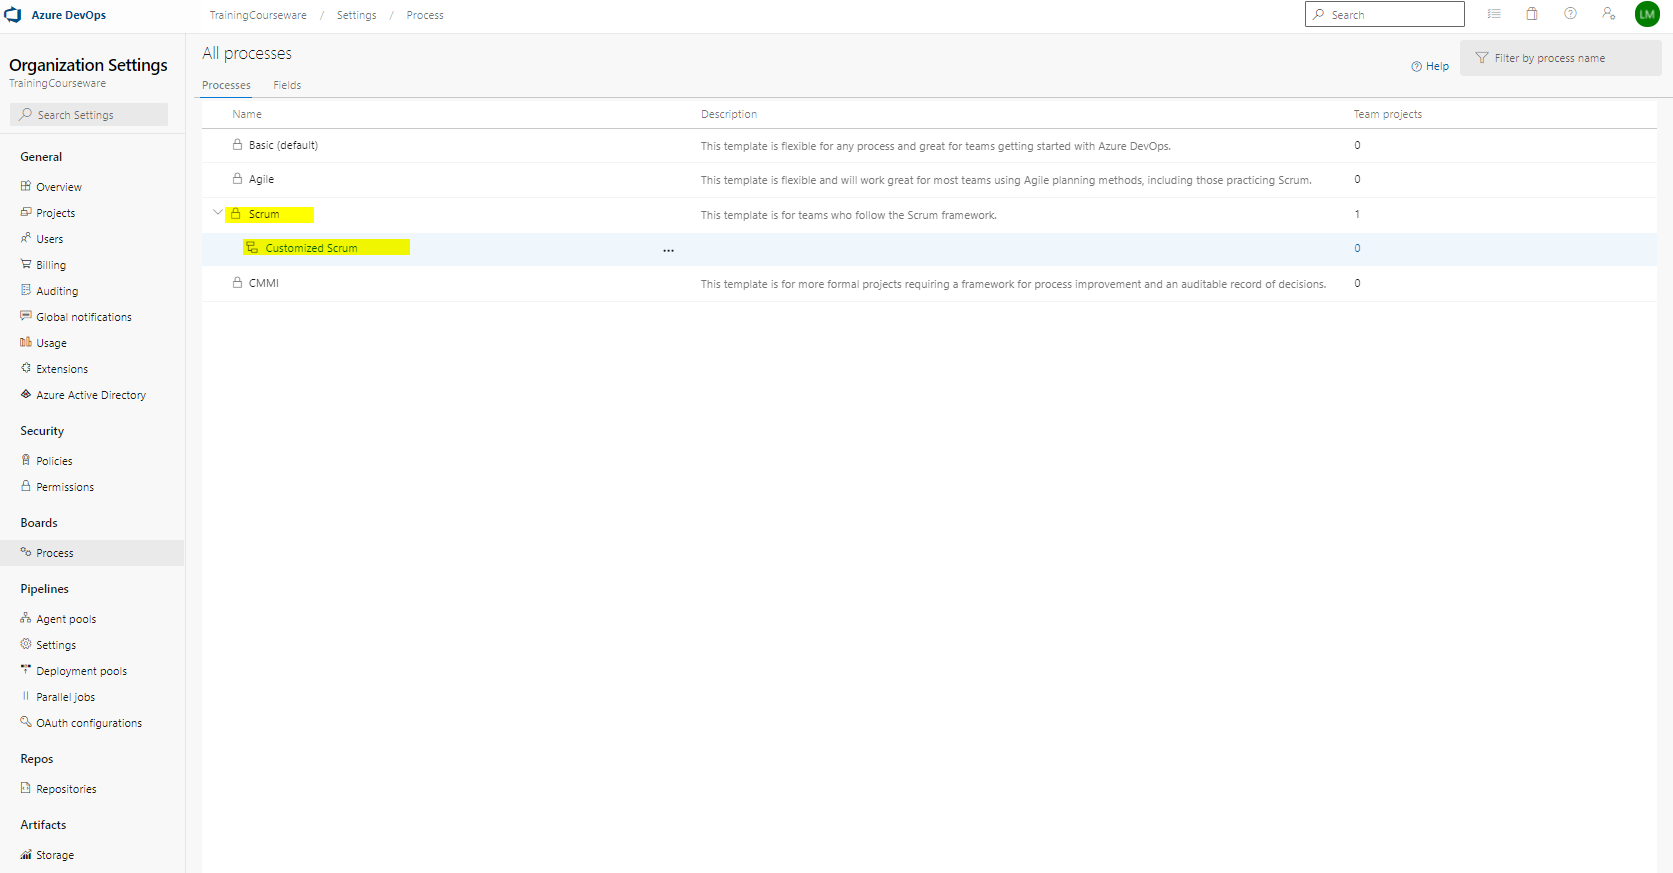 Azure DevOps
TrainingCourseware / Settings / Process
Search
LM
Organization Settings
TrainingCourseware
Search Settings
General
Overview
Projects
Users
Billing
Auditing
Global notifications
Usage
Extensions
Azure Active Directory
Security
Policies
Permissions
Boards
Process
Pipelines
Agent pools
Settings
Deployment pools
Parallel jobs
OAuth configurations
Repos
Repositories
Artifacts
Storage
All processes
Help
Filter by process name
Processes Fields
Name Description Team projects
Basic (default) This template is flexible for any process and great for teams getting started with Azure DevOps. 0
Agile This template is flexible and will work great for most teams using Agile planning methods, including those practicing Scrum. 0
Scrum This template is for teams who follow the Scrum framework. 1
Customized Scrum ... 0
CMMI This template is for more formal projects requiring a framework for process improvement and an auditable record of decisions. 0